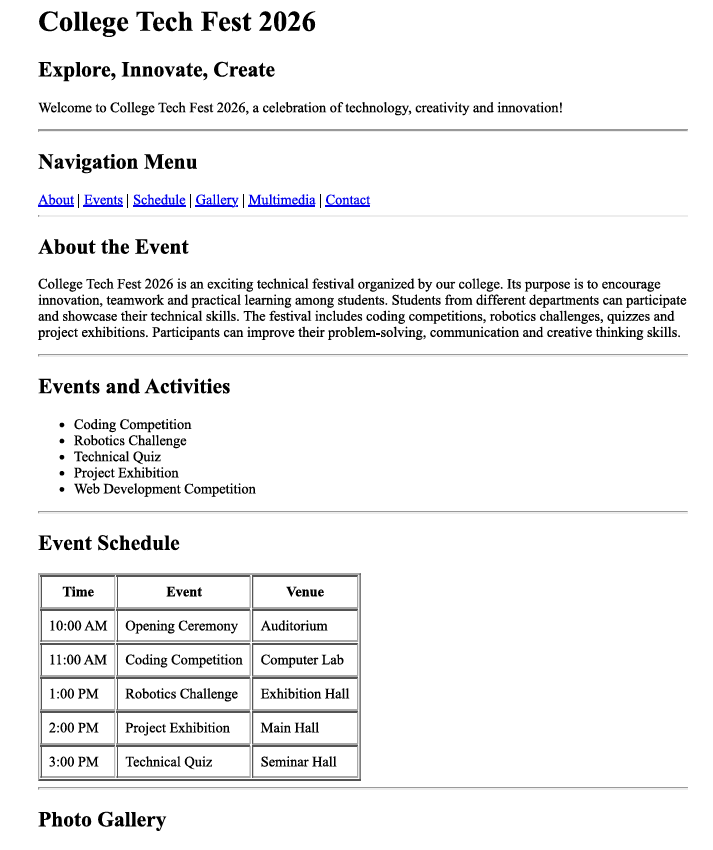 College Tech Fest 2026
Explore, Innovate, Create
Welcome to College Tech Fest 2026, a celebration of technology, creativity and innovation!
Navigation Menu
About | Events | Schedule | Gallery | Multimedia | Contact
About the Event
College Tech Fest 2026 is an exciting technical festival organized by our college. Its purpose is to encourage
innovation, teamwork and practical learning among students. Students from different departments can participate
and showcase their technical skills. The festival includes coding competitions, robotics challenges, quizzes and
project exhibitions. Participants can improve their problem-solving, communication and creative thinking skills.
Events and Activities
• Coding Competition
• Robotics Challenge
• Technical Quiz
• Project Exhibition
• Web Development Competition
Event Schedule
Time Event Venue
10:00 AM Opening Ceremony Auditorium
11:00 AM Coding Competition Computer Lab
1:00 PM Robotics Challenge Exhibition Hall
2:00 PM Project Exhibition Main Hall
3:00 PM Technical Quiz Seminar Hall
Photo Gallery